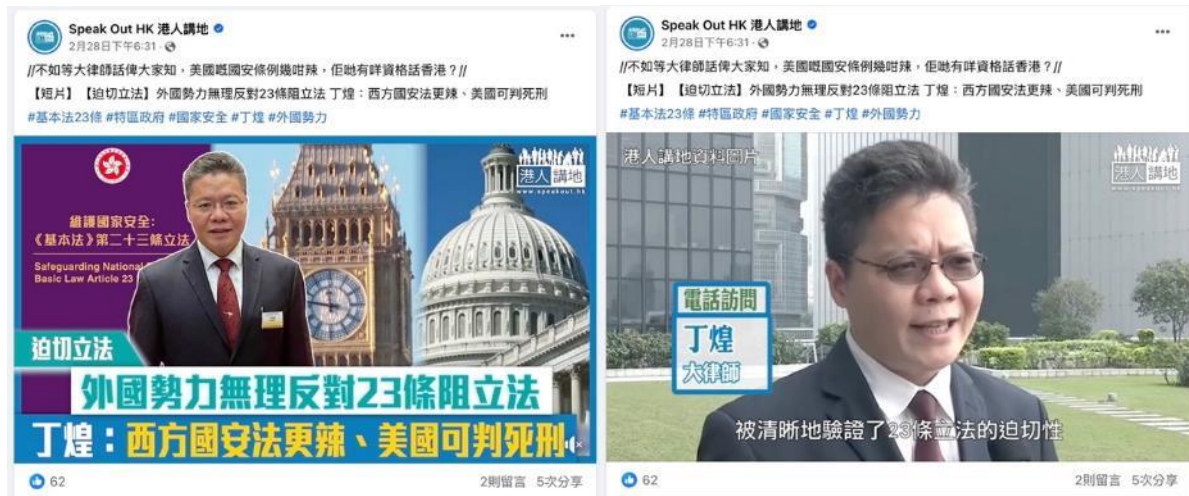 Speak Out HK 港人講地
2月28日下午6:31
//不如等大律師話俾大家知，美國嘅國安條例幾咁辣，佢哋有咩資格話香港？//
【短片】【迫切立法】外國勢力無理反對23條阻立法 丁煌：西方國安法更辣、美國可判死刑
#基本法23條 #特區政府 #國家安全 #丁煌 #外國勢力
港人講地
www.speakout.hk
維護國家安全:
《基本法》第二十三條立法
Safeguarding National
Basic Law Article 23
迫切立法
外國勢力無理反對23條阻立法
丁煌：西方國安法更辣、美國可判死刑
62
2則留言 5次分享
Speak Out HK 港人講地
2月28日下午6:31
//不如等大律師話俾大家知，美國嘅國安條例幾咁辣，佢哋有咩資格話香港？//
【短片】【迫切立法】外國勢力無理反對23條阻立法 丁煌：西方國安法更辣、美國可判死刑
#基本法23條 #特區政府 #國家安全 #丁煌 #外國勢力
港人講地資料圖片
港人講地
www.speakout.hk
電話訪問
丁煌
大律師
被清晰地驗證了23條立法的迫切性
62
2則留言 5次分享